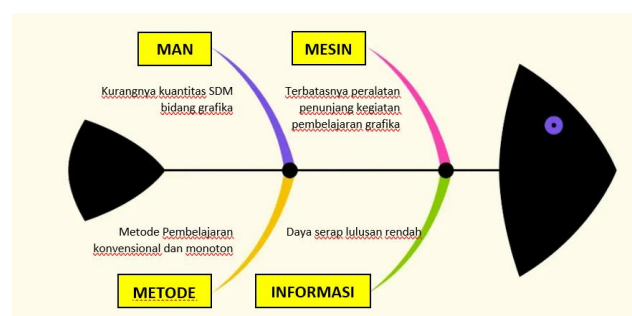 MAN
Kurangnya kuantitas SDM
bidang grafika
MESIN
Terbatasnya peralatan
penunjang kegiatan
pembelajaran grafika
Metode Pembelajaran
konvensional dan monoton
METODE
Daya serap lulusan rendah
INFORMASI